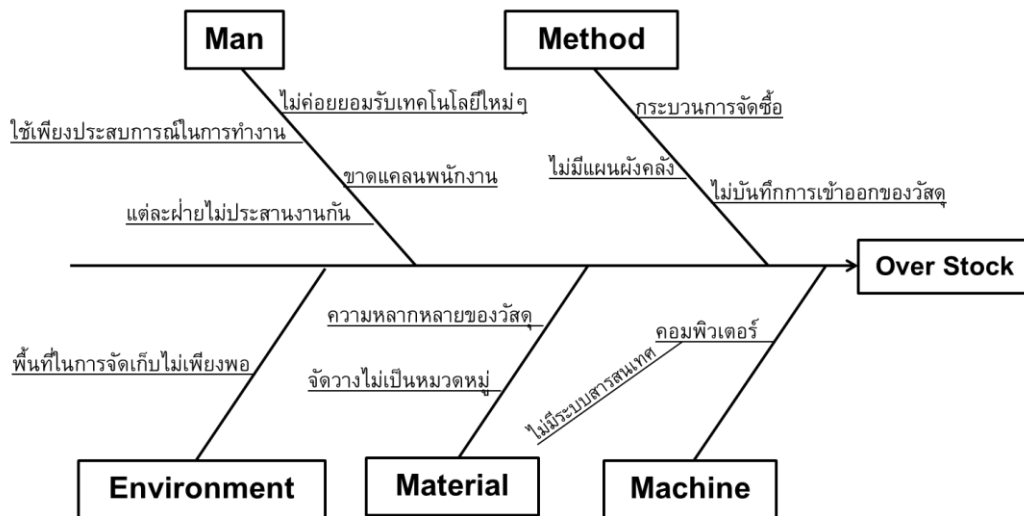 Man
Method
ไม่ค่อยยอมรับเทคโนโลยีใหม่ๆ
กระบวนการจัดซื้อ
ใช้เพียงประสบการณ์ในการทำงาน
ขาดแคลนพนักงาน
ไม่มีแผนผังคลัง
ไม่บันทึกการเข้าออกของวัสดุ
แต่ละฝ่ายไม่ประสานงานกัน
Over Stock
ความหลากหลายของวัสดุ
คอมพิวเตอร์
พื้นที่ในการจัดเก็บไม่เพียงพอ
จัดวางไม่เป็นหมวดหมู่
ไม่มีระบบสารสนเทศ
Environment
Material
Machine